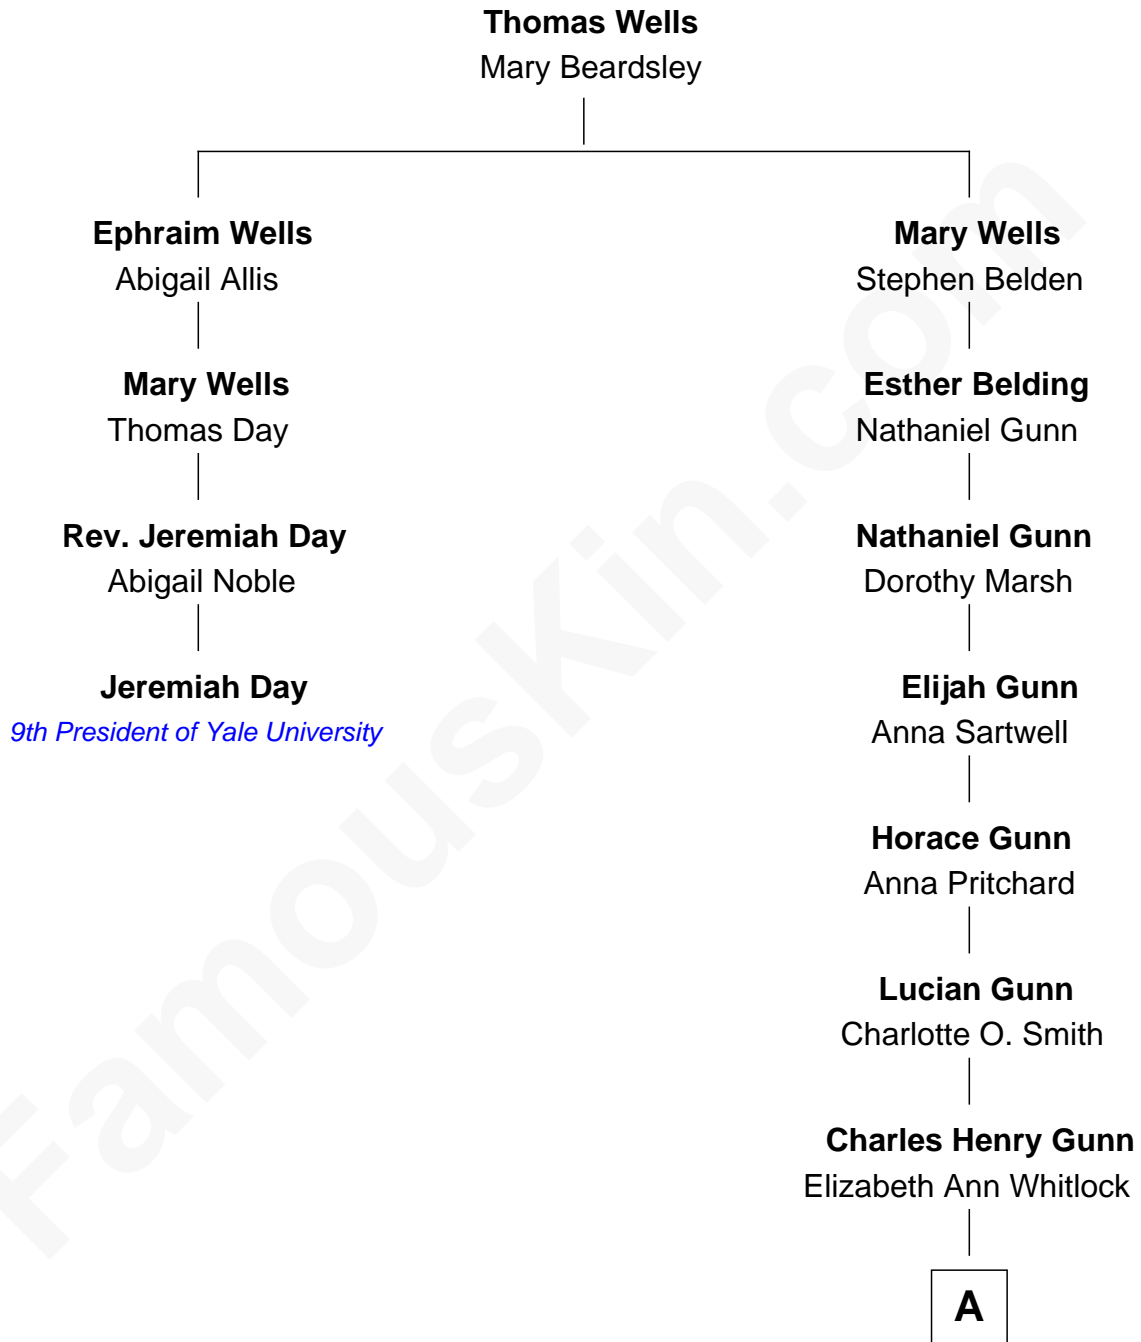 Thomas Wells
Mary Beardsley
Ephraim Wells
Abigail Allis
Mary Wells
Thomas Day
Rev. Jeremiah Day
Abigail Noble
Jeremiah Day
9th President of Yale University
Mary Wells
Stephen Belden
Esther Belding
Nathaniel Gunn
Nathaniel Gunn
Dorothy Marsh
Elijah Gunn
Anna Sartwell
Horace Gunn
Anna Pritchard
Lucian Gunn
Charlotte O. Smith
Charles Henry Gunn
Elizabeth Ann Whitlock
A
FamousKin.com